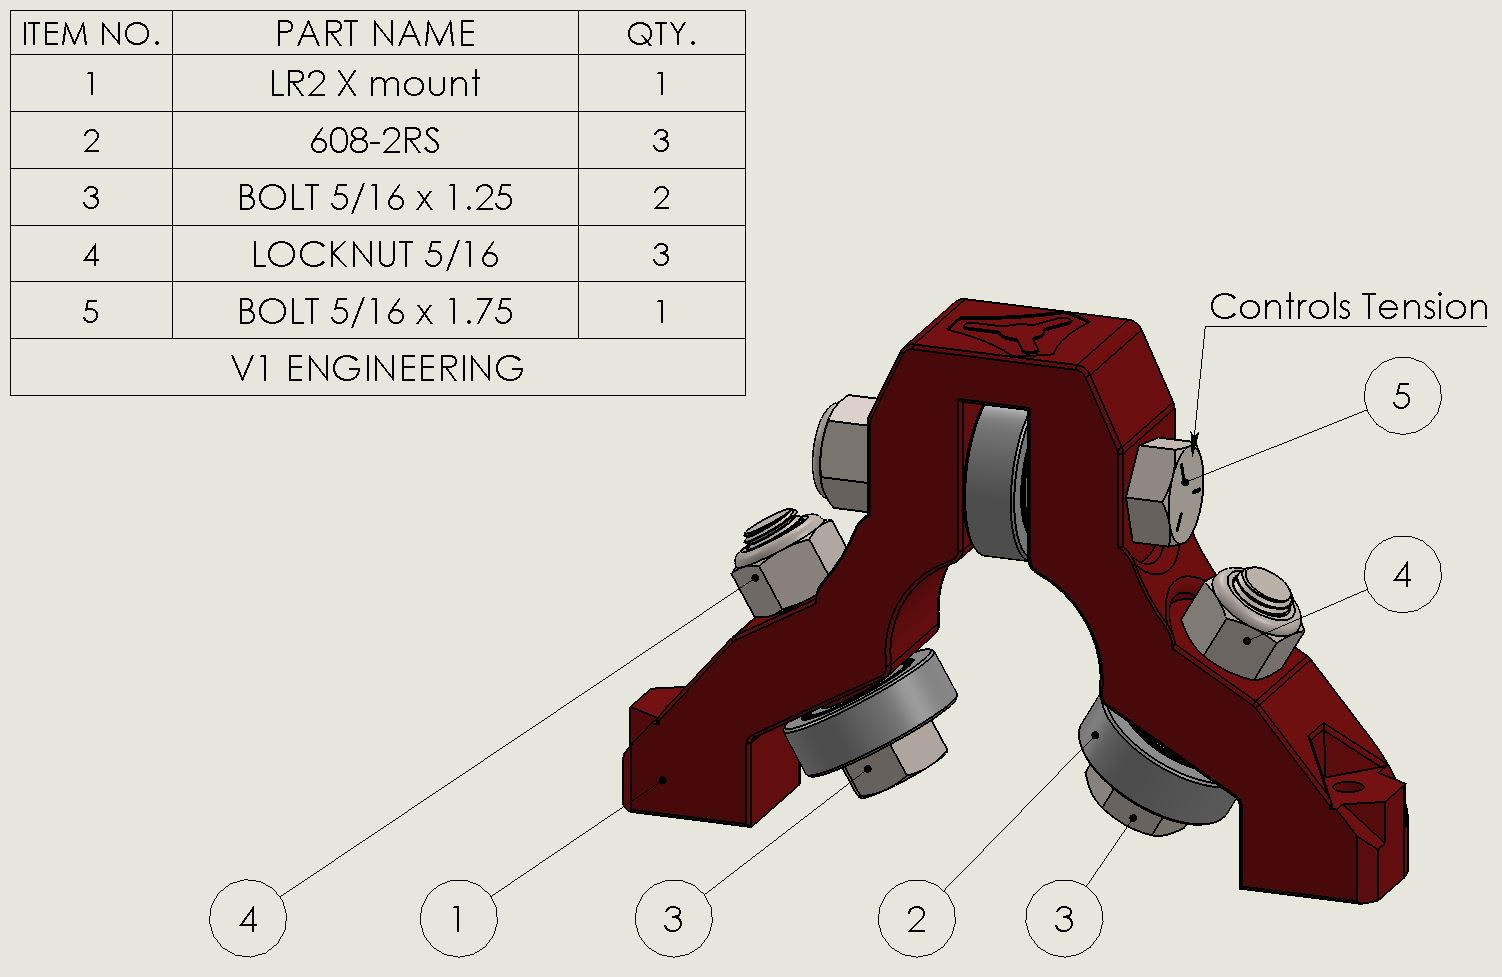 ITEM NO. PART NAME QTY.
1 LR2 X mount 1
2 608-2RS 3
3 BOLT 5/16 x 1.25 2
4 LOCKNUT 5/16 3
5 BOLT 5/16 x 1.75 1
V1 ENGINEERING
Controls Tension
5
4
4 1 3 2 3